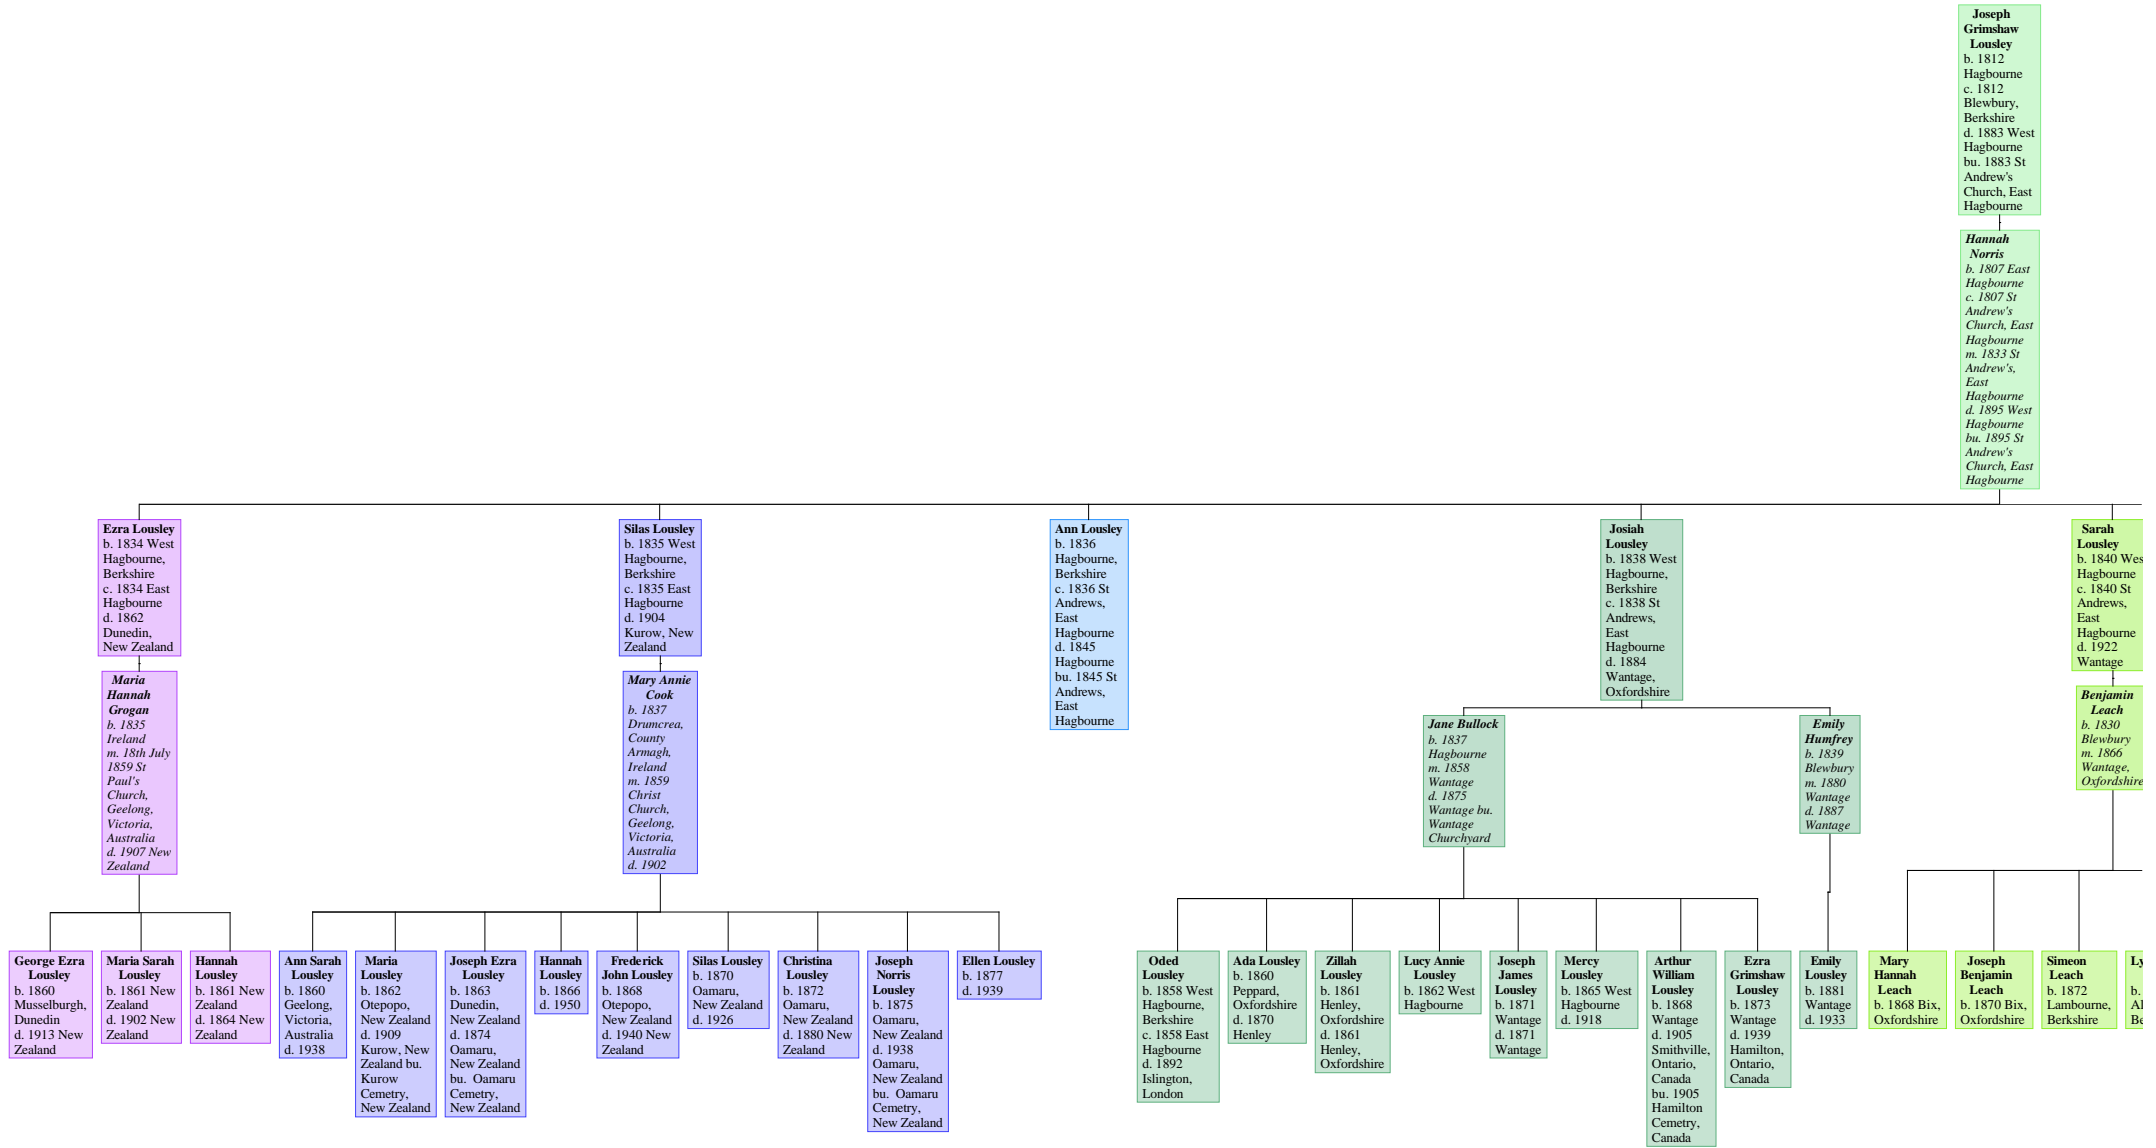 Joseph
Grimshaw
Lousley
b. 1812
Hagbourne
c. 1812
Blewbury,
Berkshire
d. 1883 West
Hagbourne
bu. 1883 St
Andrew's
Church, East
Hagbourne
Hannah
Norris
b. 1807 East
Hagbourne
c. 1807 St
Andrew's
Church, East
Hagbourne
m. 1833 St
Andrew's,
East
Hagbourne
d. 1895 West
Hagbourne
bu. 1895 St
Andrew's
Church, East
Hagbourne
Ezra Lousley
b. 1834 West
Hagbourne,
Berkshire
c. 1834 East
Hagbourne
d. 1862
Dunedin,
New Zealand
Maria
Hannah
Grogan
b. 1835
Ireland
m. 18th July
1859 St
Paul's
Church,
Geelong,
Victoria,
Australia
d. 1907 New
Zealand
Silas Lousley
b. 1835 West
Hagbourne,
Berkshire
c. 1835 East
Hagbourne
d. 1904
Kurow, New
Zealand
Mary Annie
Cook
b. 1837
Drumcrea,
County
Armagh,
Ireland
m. 1859
Christ
Church,
Geelong,
Victoria,
Australia
d. 1902
Ann Lousley
b. 1836
Hagbourne,
Berkshire
c. 1836 St
Andrews,
East
Hagbourne
d. 1845
Hagbourne
bu. 1845 St
Andrews,
East
Hagbourne
Josiah
Lousley
b. 1838 West
Hagbourne,
Berkshire
c. 1838 St
Andrews,
East
Hagbourne
d. 1884
Wantage,
Oxfordshire
Jane Bullock
b. 1837
Hagbourne
m. 1858
Wantage
d. 1875
Wantage bu.
Wantage
Churchyard
Emily
Humfrey
b. 1839
Blewbury
m. 1880
Wantage
d. 1887
Wantage
Sarah
Lousley
b. 1840 Wes
Hagbourne
c. 1840 St
Andrews,
East
Hagbourne
d. 1922
Wantage
Benjamin
Leach
b. 1830
Blewbury
m. 1866
Wantage,
Oxfordshire
George Ezra
Lousley
b. 1860
Musselburgh,
Dunedin
d. 1913 New
Zealand
Maria Sarah
Lousley
b. 1861 New
Zealand
d. 1902 New
Zealand
Hannah
Lousley
b. 1861 New
Zealand
d. 1864 New
Zealand
Ann Sarah
Lousley
b. 1860
Geelong,
Victoria,
Australia
d. 1938
Maria
Lousley
b. 1862
Otepopo,
New Zealand
d. 1909
Kurow, New
Zealand bu.
Kurow
Cemetry,
New Zealand
Joseph Ezra
Lousley
b. 1863
Dunedin,
New Zealand
d. 1874
Oamaru,
New Zealand
bu. Oamaru
Cemetry,
New Zealand
Hannah
Lousley
b. 1866
d. 1950
Frederick
John Lousley
b. 1868
Otepopo,
New Zealand
d. 1940 New
Zealand
Silas Lousley
b. 1870
Oamaru,
New Zealand
d. 1926
Christina
Lousley
b. 1872
Oamaru,
New Zealand
d. 1880 New
Zealand
Joseph
Norris
Lousley
b. 1875
Oamaru,
New Zealand
d. 1938
Oamaru,
New Zealand
bu. Oamaru
Cemetry,
New Zealand
Ellen Lousley
b. 1877
d. 1939
Oded
Lousley
b. 1858 West
Hagbourne,
Berkshire
c. 1858 East
Hagbourne
d. 1892
Islington,
London
Ada Lousley
b. 1860
Peppard,
Oxfordshire
d. 1870
Henley
Zillah
Lousley
b. 1861
Henley,
Oxfordshire
d. 1861
Henley,
Oxfordshire
Lucy Annie
Lousley
b. 1862 West
Hagbourne
Joseph
James
Lousley
b. 1871
Wantage
d. 1871
Wantage
Mercy
Lousley
b. 1865 West
Hagbourne
d. 1918
Arthur
William
Lousley
b. 1868
Wantage
d. 1905
Smithville,
Ontario,
Canada
bu. 1905
Hamilton
Cemetry,
Canada
Ezra
Grimshaw
Lousley
b. 1873
Wantage
d. 1939
Hamilton,
Ontario,
Canada
Emily
Lousley
b. 1881
Wantage
d. 1933
Mary
Hannah
Leach
b. 1868 Bix,
Oxfordshire
Joseph
Benjamin
Leach
b. 1870 Bix,
Oxfordshire
Simeon
Leach
b. 1872
Lambourne,
Berkshire
Ly
b.
Al
Be